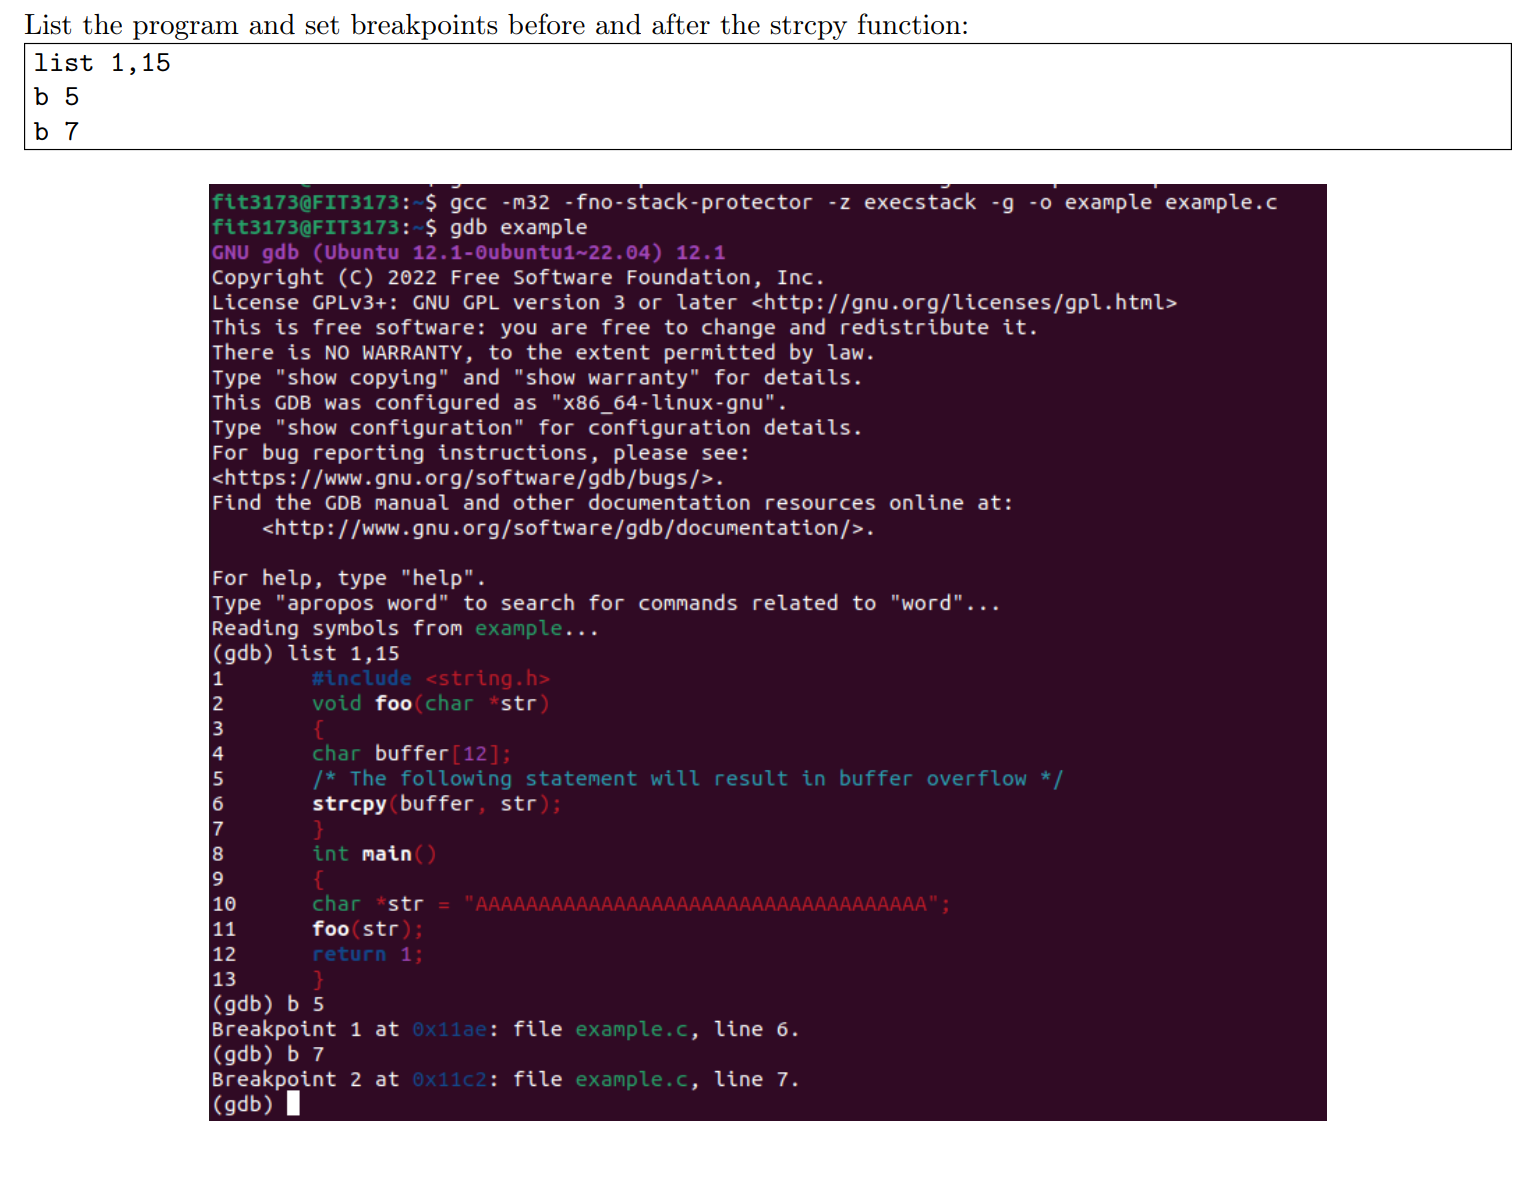 List the program and set breakpoints before and after the strcpy function:
list 1,15
b 5
b 7
fit3173@FIT3173:~$ gcc -m32 -fno-stack-protector -z execstack -g -o example example.c
fit3173@FIT3173:~$ gdb example
GNU gdb (Ubuntu 12.1-0ubuntu1~22.04) 12.1
Copyright (C) 2022 Free Software Foundation, Inc.
License GPLv3+: GNU GPL version 3 or later <http://gnu.org/licenses/gpl.html>
This is free software: you are free to change and redistribute it.
There is NO WARRANTY, to the extent permitted by law.
Type "show copying" and "show warranty" for details.
This GDB was configured as "x86_64-linux-gnu".
Type "show configuration" for configuration details.
For bug reporting instructions, please see:
<https://www.gnu.org/software/gdb/bugs/>.
Find the GDB manual and other documentation resources online at:
    <http://www.gnu.org/software/gdb/documentation/>.
For help, type "help".
Type "apropos word" to search for commands related to "word"...
Reading symbols from example...
(gdb) list 1,15
1       #include <string.h>
2       void foo(char *str)
3       {
4       char buffer[12];
5       /* The following statement will result in buffer overflow */
6       strcpy(buffer, str);
7       }
8       int main()
9       {
10      char *str = "AAAAAAAAAAAAAAAAAAAAAAAAAAAAAAAAAAAA";
11      foo(str);
12      return 1;
13      }
(gdb) b 5
Breakpoint 1 at 0x11ae: file example.c, line 6.
(gdb) b 7
Breakpoint 2 at 0x11c2: file example.c, line 7.
(gdb)